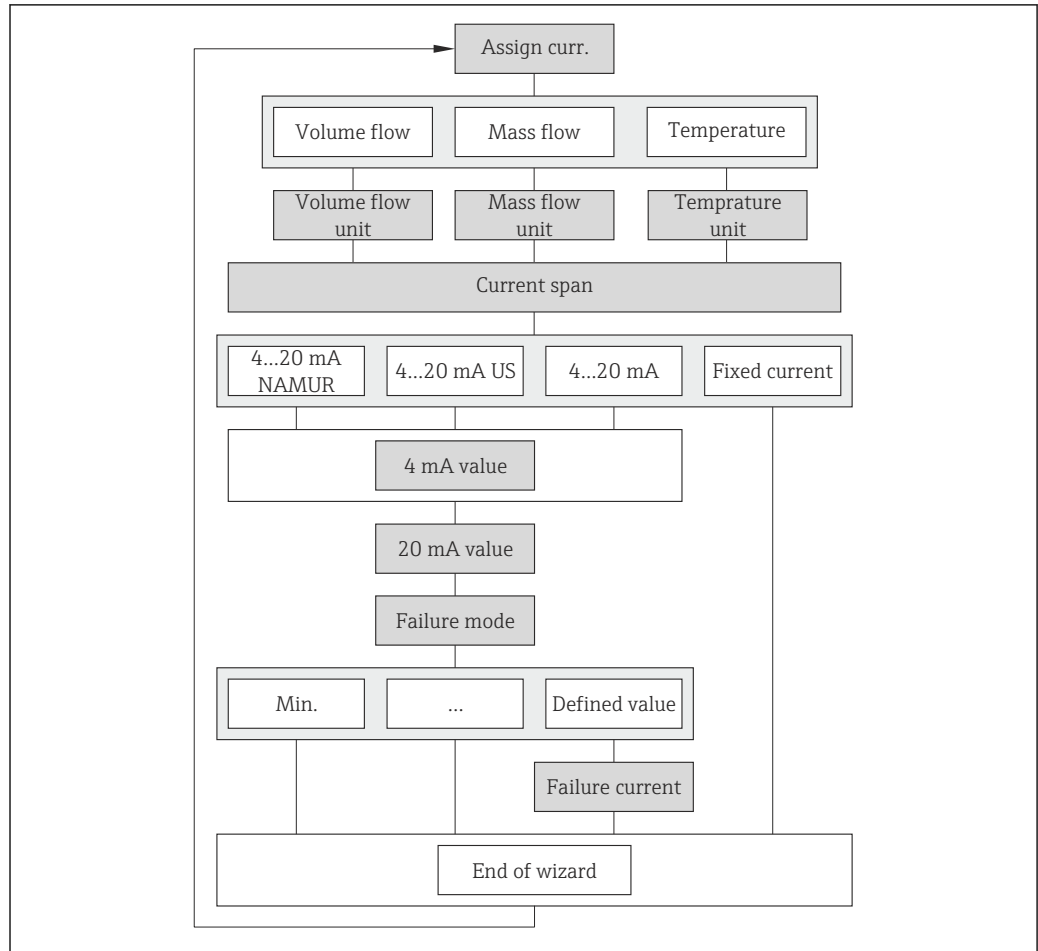 Assign curr.
Volume flow
Mass flow
Temperature
Volume flow
unit
Mass flow
unit
Temprature
unit
Current span
4...20 mA
NAMUR
4...20 mA US
4...20 mA
Fixed current
4 mA value
20 mA value
Failure mode
Min.
...
Defined value
Failure current
End of wizard